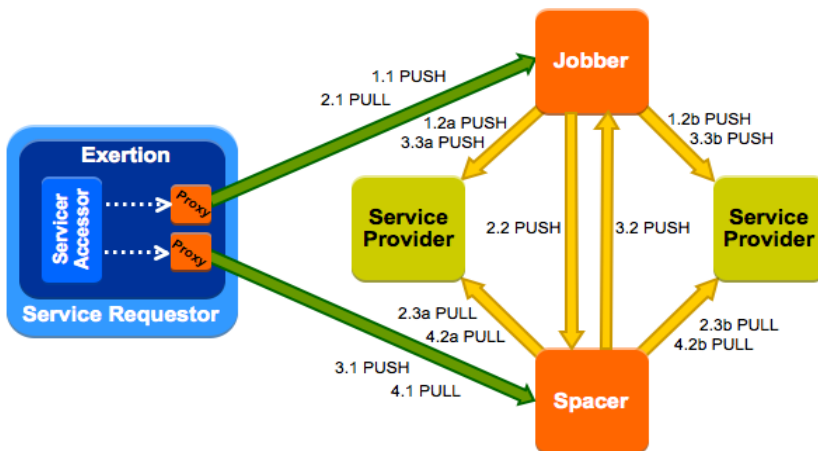 Jobber
1.1 PUSH
2.1 PULL
1.2a PUSH
3.3a PUSH
1.2b PUSH
3.3b PUSH
Exertion
Servicer
Accessor
Proxy
Proxy
Service Requestor
Service
Provider
2.2 PUSH
3.2 PUSH
Service
Provider
2.3a PULL
4.2a PULL
2.3b PULL
4.2b PULL
3.1 PUSH
4.1 PULL
Spacer